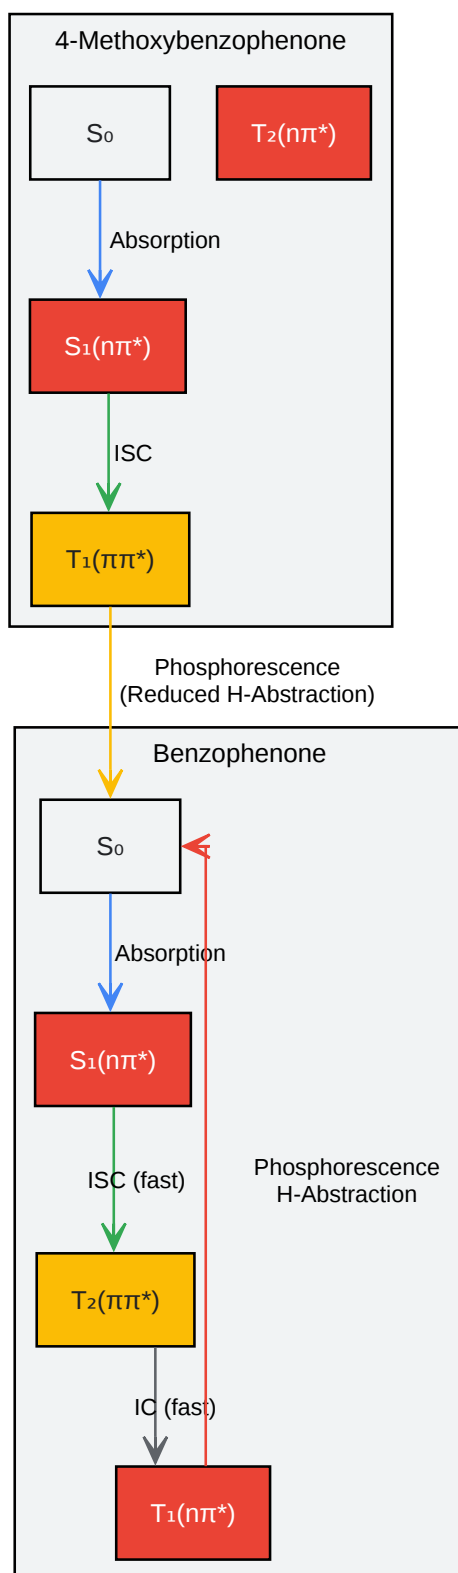 4-Methoxybenzophenone
S₀
T₂(nπ*)
Absorption
S₁(nπ*)
ISC
T₁(ππ*)
Phosphorescence
(Reduced H-Abstraction)
Benzophenone
S₀
Absorption
S₁(nπ*)
ISC (fast)
Phosphorescence
H-Abstraction
T₂(ππ*)
IC (fast)
T₁(nπ*)